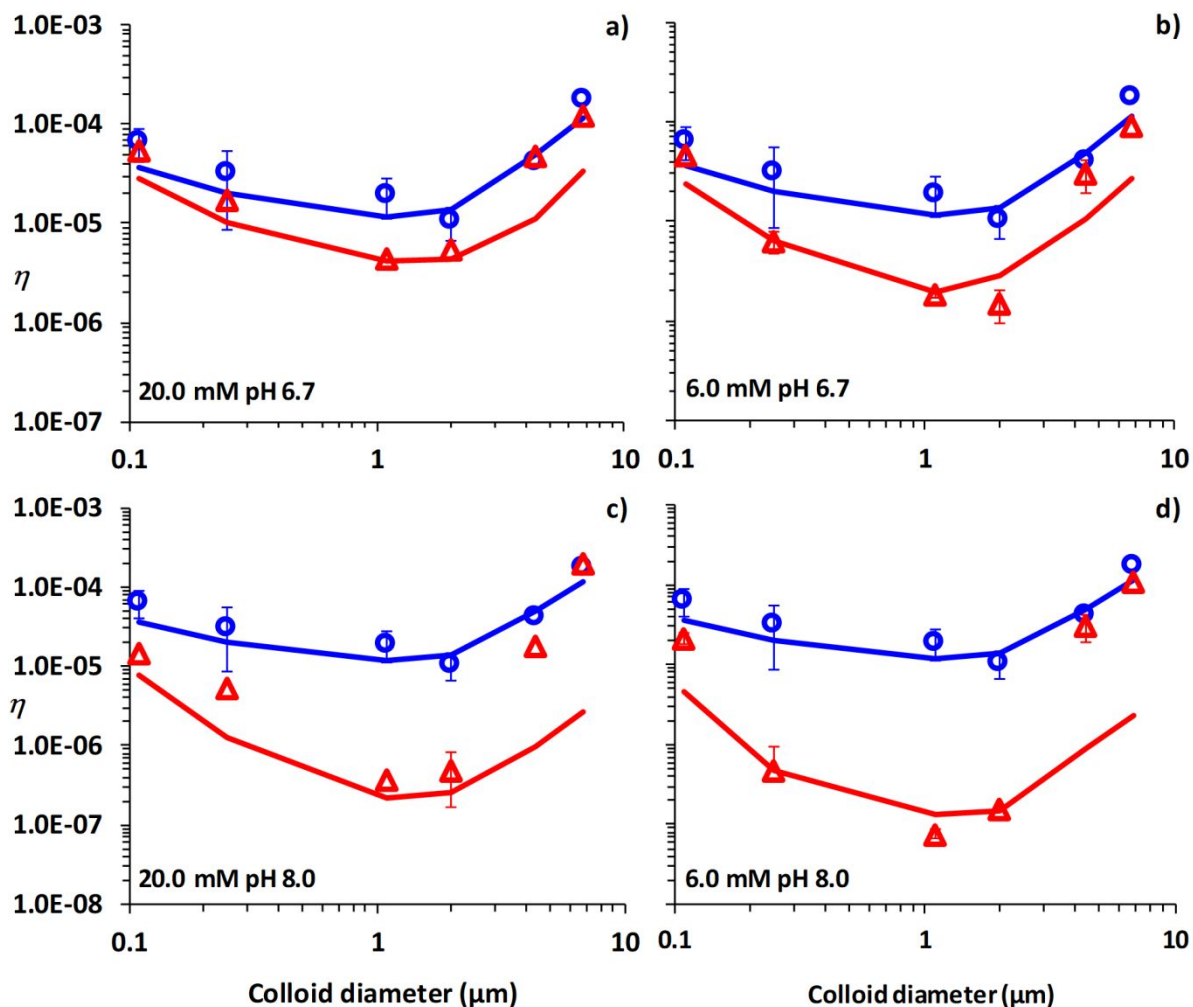 1.0E-03
1.0E-04
1.0E-05
η
1.0E-06
1.0E-07
a)
20.0 mM pH 6.7
0.1 1 10
b)
6.0 mM pH 6.7
0.1 1 10
1.0E-03
1.0E-04
1.0E-05
η
1.0E-06
1.0E-07
1.0E-08
c)
20.0 mM pH 8.0
0.1 1 10
Colloid diameter (µm)
d)
6.0 mM pH 8.0
0.1 1 10
Colloid diameter (µm)